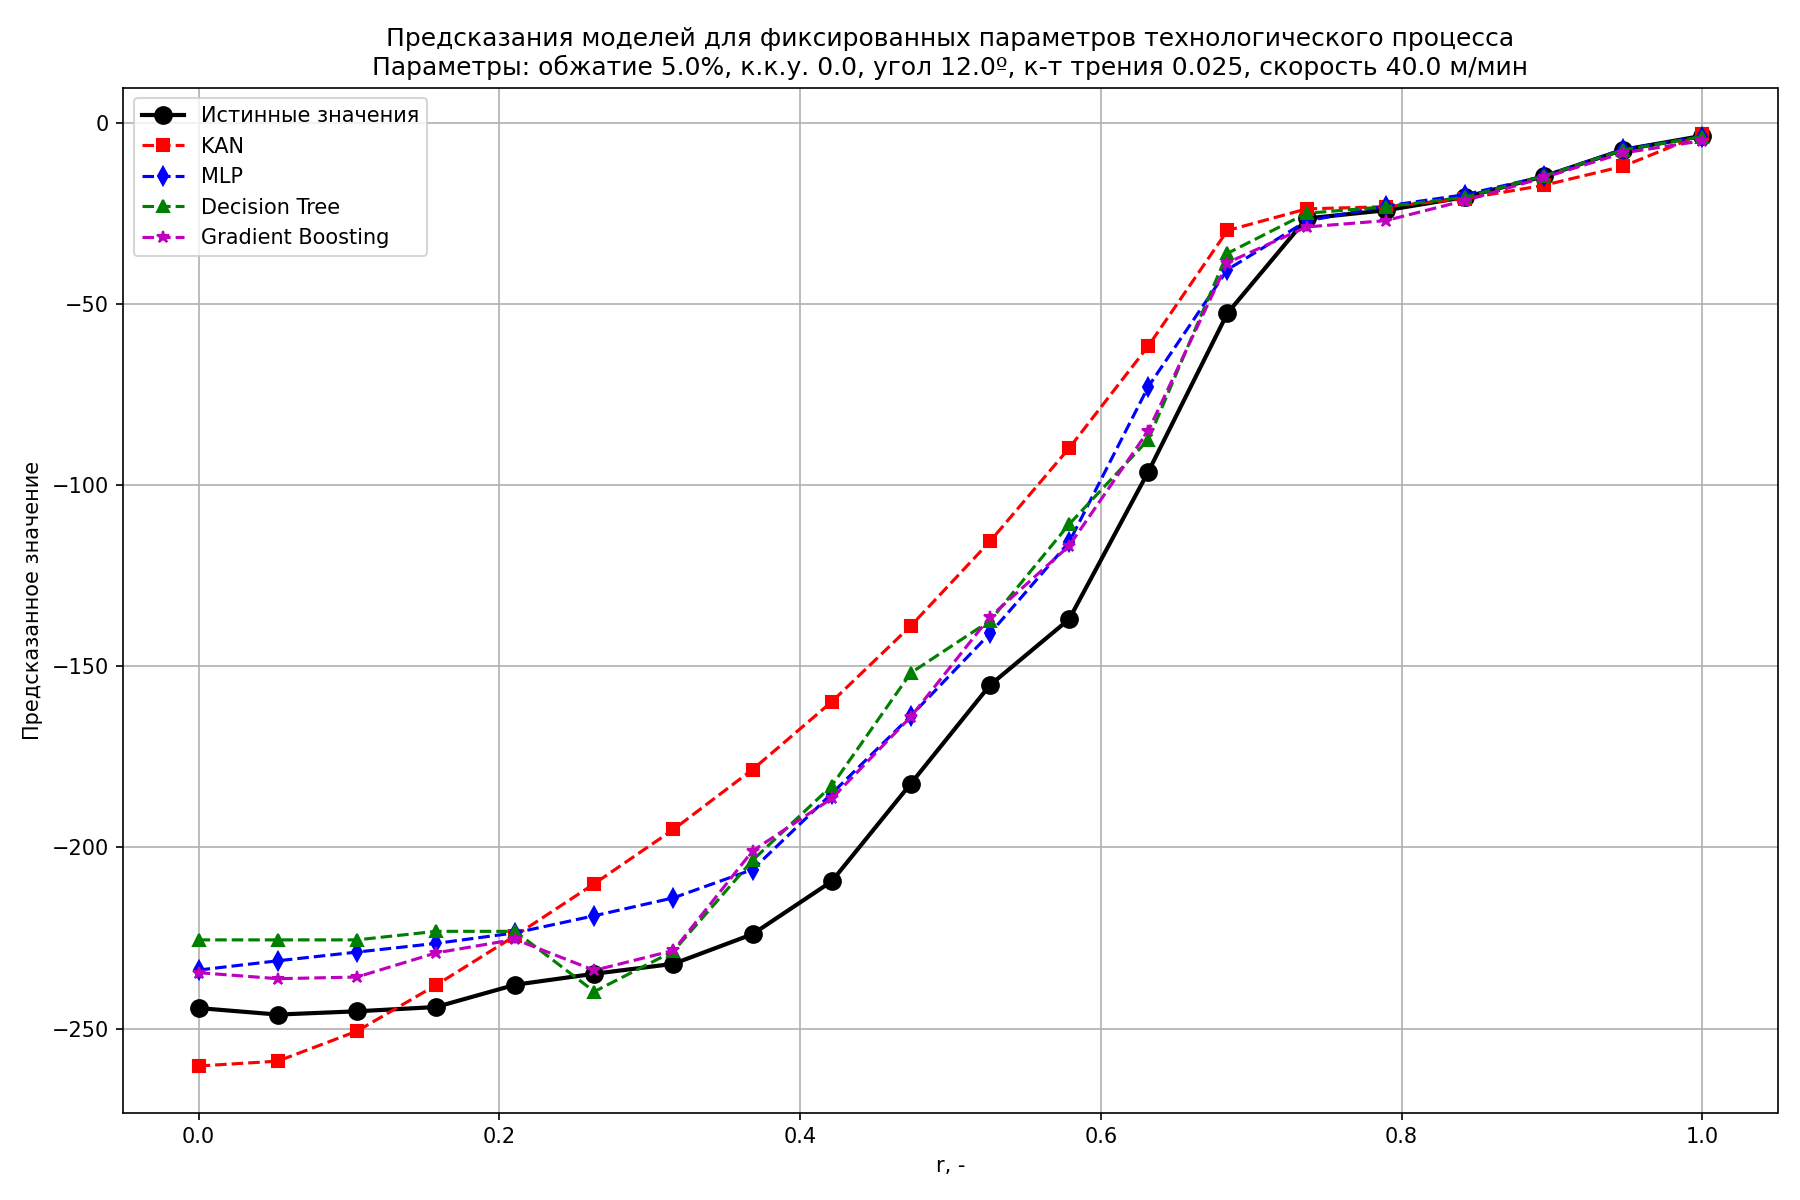 Предсказания моделей для фиксированных параметров технологического процесса
Параметры: обжатие 5.0%, к.к.у. 0.0, угол 12.0º, к-т трения 0.025, скорость 40.0 м/мин
Истинные значения
KAN
MLP
Decision Tree
Gradient Boosting
Предсказанное значение
0
−50
−100
−150
−200
−250
0.0 0.2 0.4 0.6 0.8 1.0
r, -